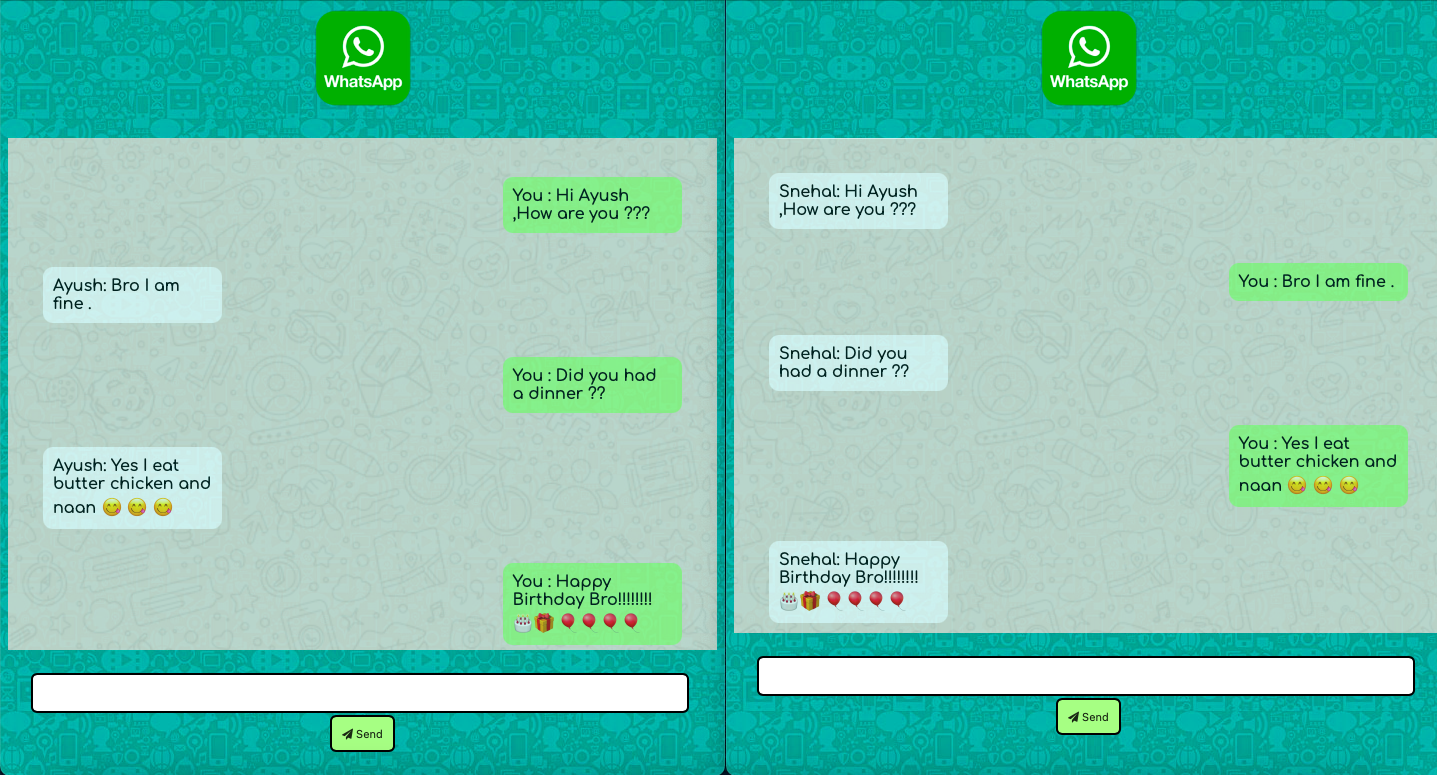 WhatsApp
You : Hi Ayush
,How are you ???
Ayush: Bro I am
fine .
You : Did you had
a dinner ??
Ayush: Yes I eat
butter chicken and
naan 😋 😋 😋
You : Happy
Birthday Bro!!!!!!!!
🎂🎁 🎈🎈🎈🎈
Send
WhatsApp
Snehal: Hi Ayush
,How are you ???
You : Bro I am fine .
Snehal: Did you
had a dinner ??
You : Yes I eat
butter chicken and
naan 😋 😋 😋
Snehal: Happy
Birthday Bro!!!!!!!!
🎂🎁 🎈🎈🎈🎈
Send